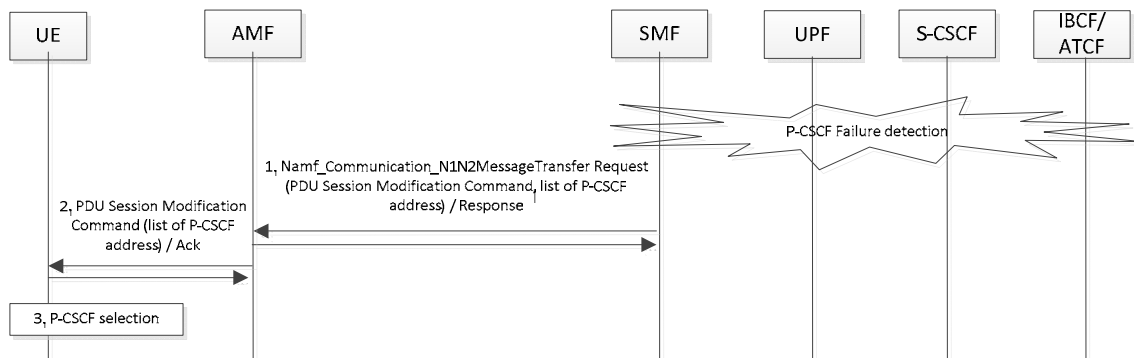 UE
AMF
SMF
UPF
S-CSCF
IBCF/
ATCF
P-CSCF Failure detection
1, Namf_Communication_N1N2MessageTransfer Request
(PDU Session Modification Command, list of P-CSCF
address) / Response
2, PDU Session Modification
Command (list of P-CSCF
address) / Ack
3, P-CSCF selection